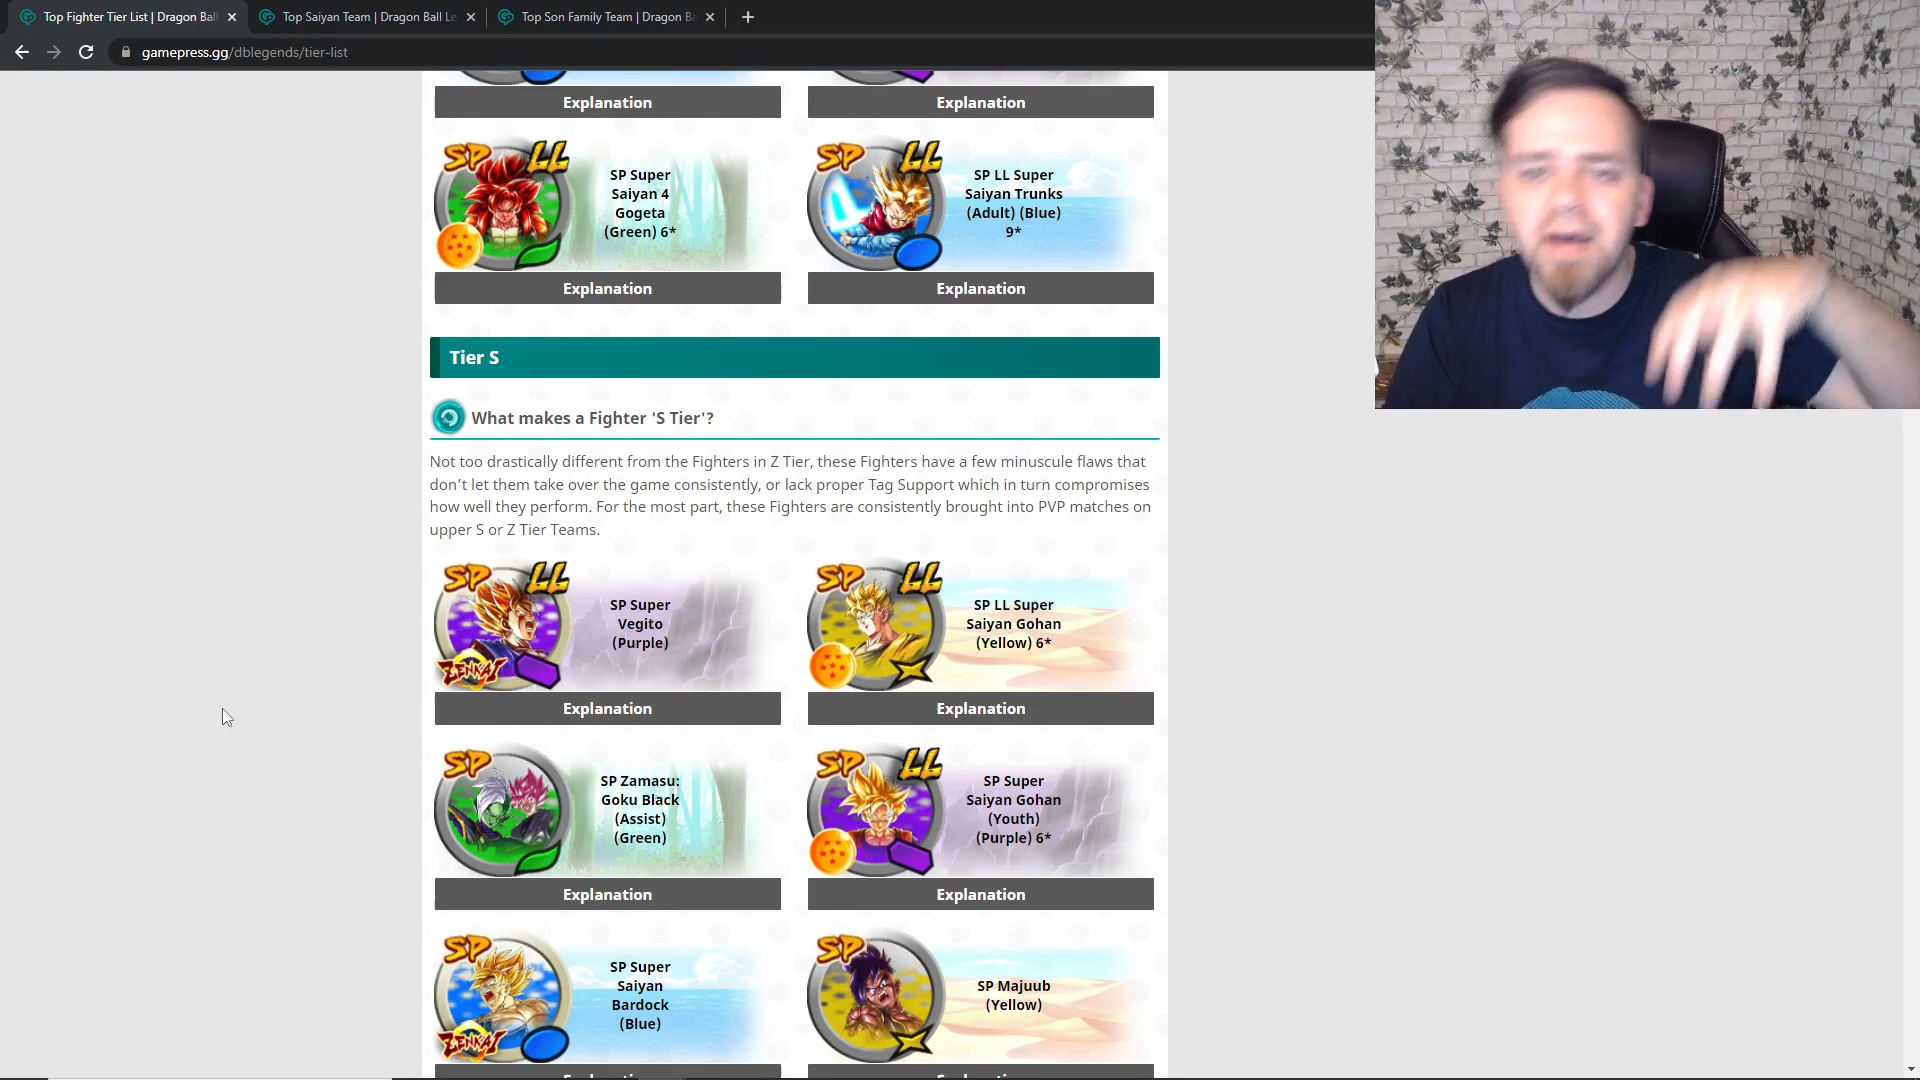 Top Fighter Tier List | Dragon Ball
Top Saiyan Team | Dragon Ball Le
Top Son Family Team | Dragon Ba
gamepress.gg/dblegends/tier-list
Explanation
Explanation
SP LL
SP Super
Saiyan 4
Gogeta
(Green) 6*
SP LL
SP LL Super
Saiyan Trunks
(Adult) (Blue)
9*
Explanation
Explanation
Tier S
What makes a Fighter 'S Tier'?
Not too drastically different from the Fighters in Z Tier, these Fighters have a few minuscule flaws that
don’t let them take over the game consistently, or lack proper Tag Support which in turn compromises
how well they perform. For the most part, these Fighters are consistently brought into PVP matches on
upper S or Z Tier Teams.
SP LL
ZENKAI
SP Super
Vegito
(Purple)
SP LL
SP LL Super
Saiyan Gohan
(Yellow) 6*
Explanation
Explanation
SP
SP Zamasu:
Goku Black
(Assist)
(Green)
SP LL
SP Super
Saiyan Gohan
(Youth)
(Purple) 6*
Explanation
Explanation
SP
ZENKAI
SP Super
Saiyan
Bardock
(Blue)
SP
SP Majuub
(Yellow)